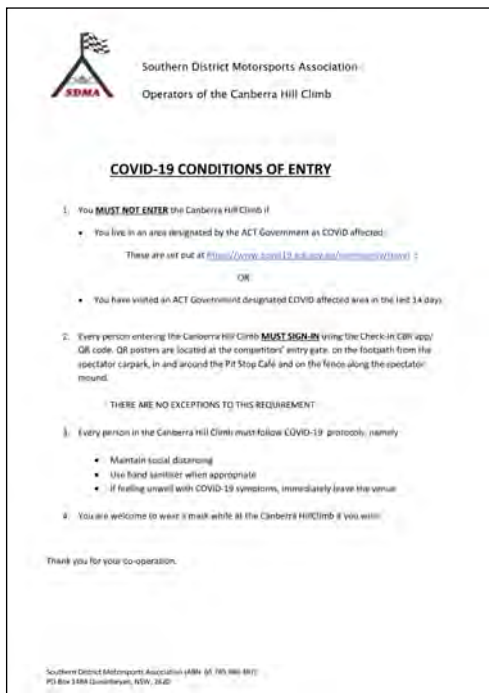 SDMA
Southern District Motorsports Association
Operators of the Canberra Hill Climb
COVID-19 CONDITIONS OF ENTRY
1. You MUST NOT ENTER the Canberra Hill Climb if
• You live in an area designated by the ACT Government as COVID affected.
These are set out at
OR
• You have visited an ACT Government designated COVID affected area in the last 14 days
2. Every person entering the Canberra Hill Climb MUST SIGN-IN using the Check-in CBR app/
QR code. QR posters are located at the competitors' entry gate, on the footpath from the
spectator carpark, in and around the Pit Stop Café and on the fence along the spectator
mound.
THERE ARE NO EXCEPTIONS TO THIS REQUIREMENT
3. Every person in the Canberra Hill Climb must follow COVID-19 protocols, namely
• Maintain social distancing
• Use hand sanitiser when appropriate
• If feeling unwell with COVID-19 symptoms, immediately leave the venue
4. You are welcome to wear a mask while at the Canberra HillClimb if you wish
Thank you for your co-operation.
Southern District Motorsports Association (ABN
PO Box 1484 Queanbeyan, NSW, 2620